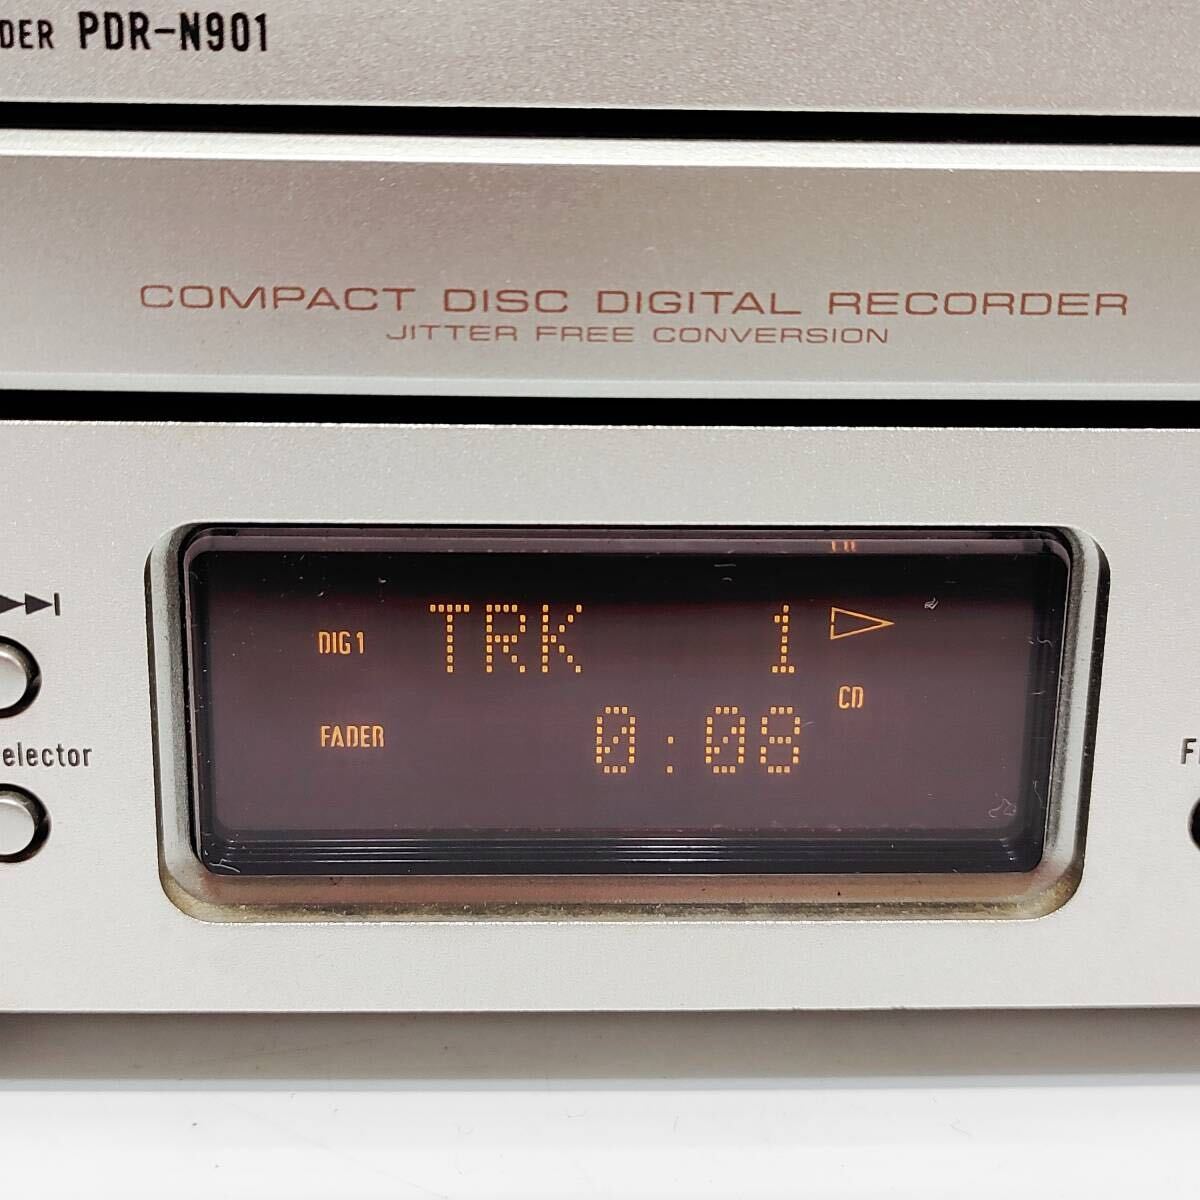 DER PDR-N901
COMPACT DISC DIGITAL RECORDER
JITTER FREE CONVERSION
DIG 1 TRK 1
CD
FADER 0:08
elector
F